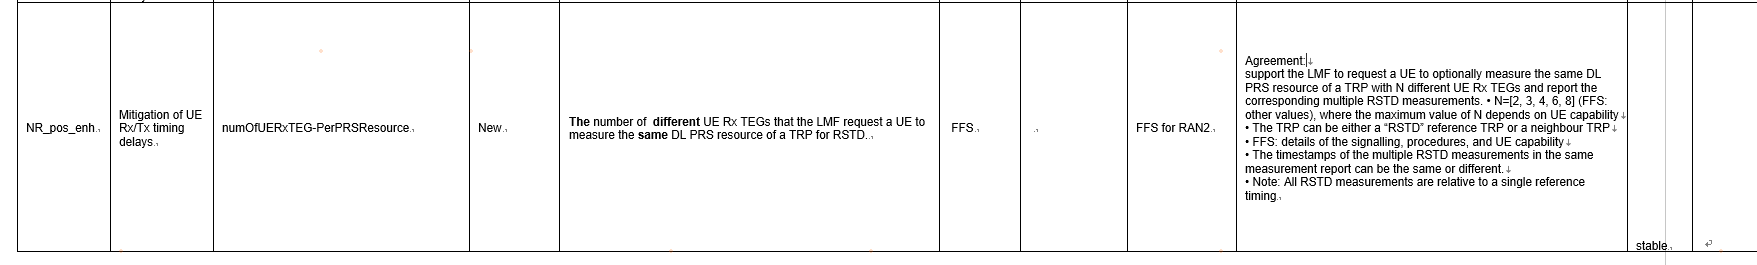 NR_pos_enh.
Mitigation of UE
Rx/Tx timing
delays.
numOfUERxTEG-PerPRSResource.
New.
The number of different UE Rx TEGs that the LMF request a UE to
measure the same DL PRS resource of a TRP for RSTD..
FFS.
FFS for RAN2.
Agreement:
support the LMF to request a UE to optionally measure the same DL
PRS resource of a TRP with N different UE Rx TEGs and report the
corresponding multiple RSTD measurements. • N=[2, 3, 4, 6, 8] (FFS:
other values), where the maximum value of N depends on UE capability
• The TRP can be either a “RSTD” reference TRP or a neighbour TRP
• FFS: details of the signalling, procedures, and UE capability
• The timestamps of the multiple RSTD measurements in the same
measurement report can be the same or different.
• Note: All RSTD measurements are relative to a single reference
timing.
stable.